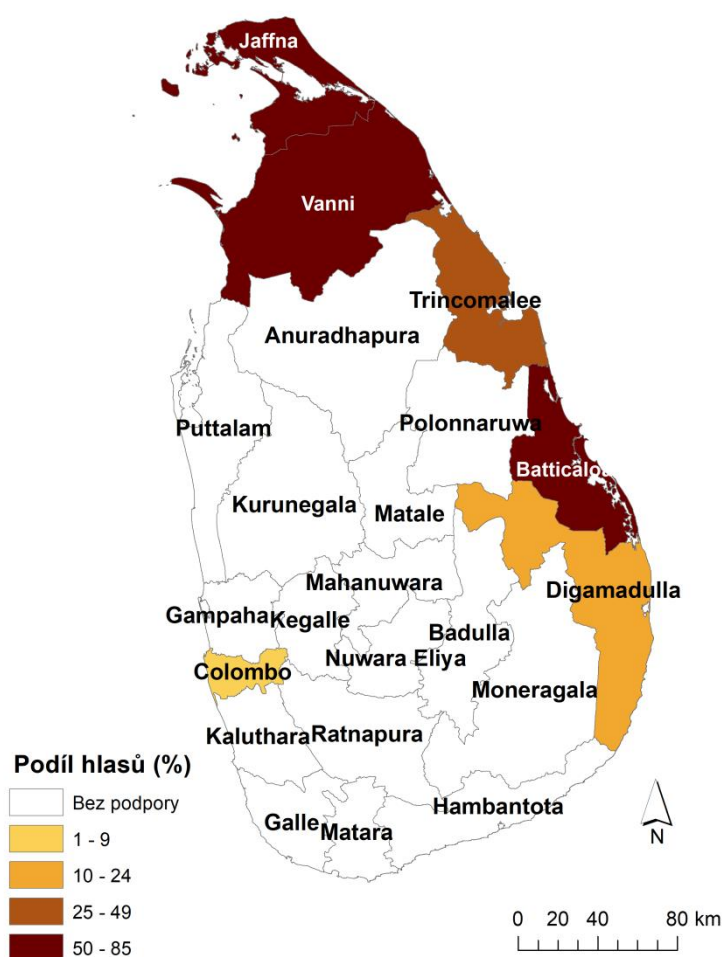 Jaffna
Vanni
Trincomalee
Anuradhapura
Polonnaruwa
Puttalam
Batticaloa
Kurunegala
Matale
Mahanuwara
Digamadulla
Gampaha
Kegalle
Badulla
Nuwara Eliya
Colombo
Moneragala
Kaluthara
Ratnapura
Podíl hlasů (%)
Bez podpory
Hambantota
Galle
Matara
1 - 9
10 - 24
25 - 49
50 - 85
N
0 20 40 80 km